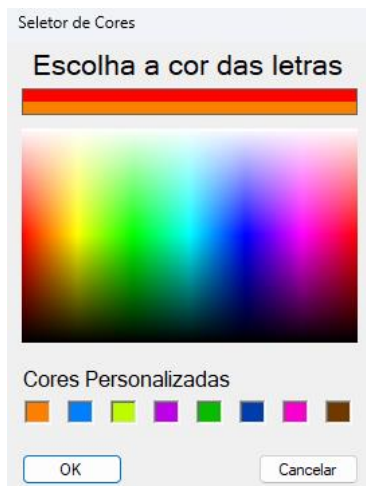 Seletor de Cores
Escolha a cor das letras
Cores Personalizadas
OK
Cancelar